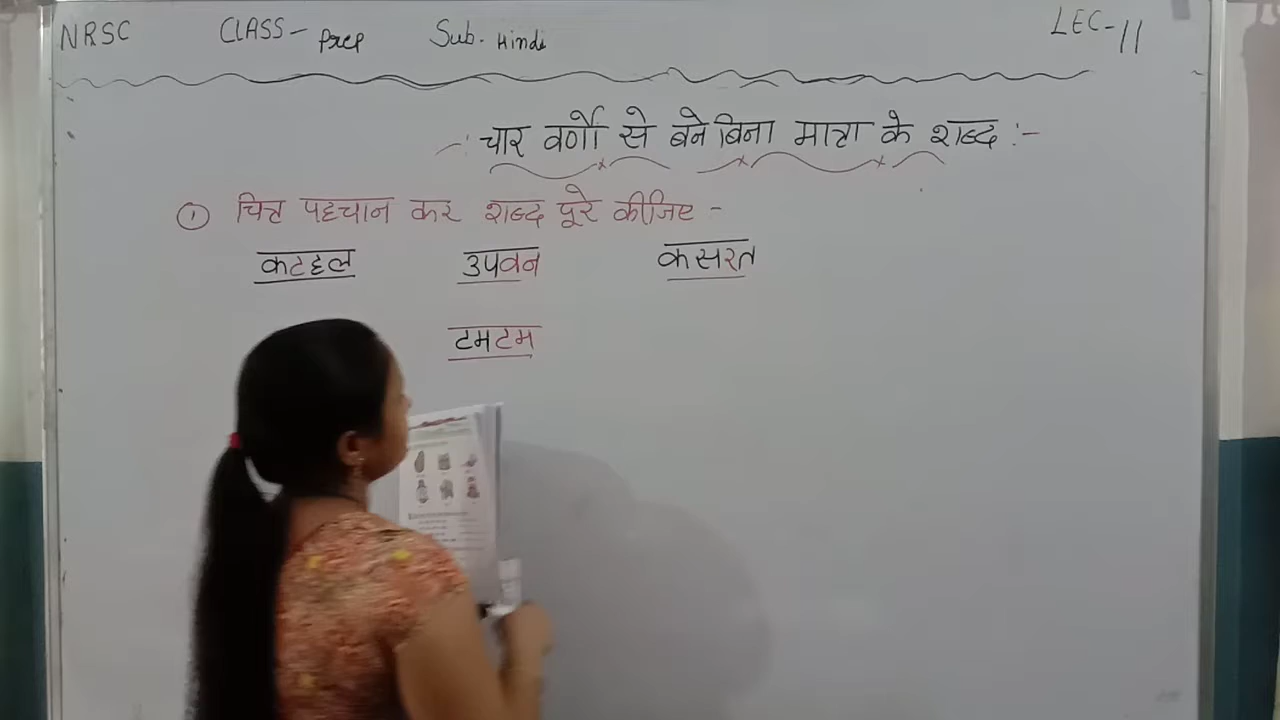 NRSC CLASS - Prep Sub. Hindi LEC-11
-: चार वर्णों से बने बिना मात्रा के शब्द :-
① चित्र पहचान कर शब्द पूरे कीजिए -
कटहल उपवन कसरत
टमटम